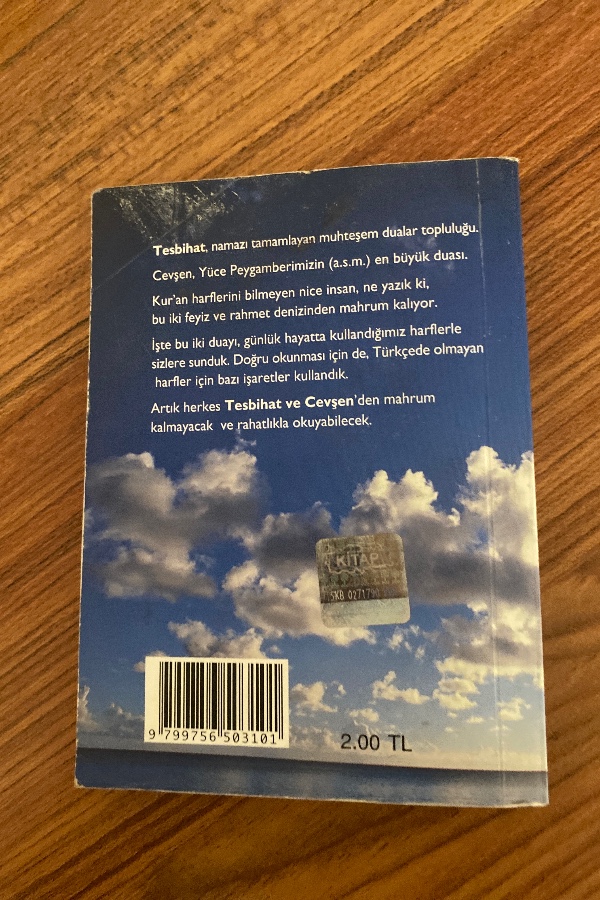 Tesbihat, namazı tamamlayan muhteşem dualar topluluğu.
Cevşen, Yüce Peygamberimizin (a.s.m.) en büyük duası.
Kur'an harflerini bilmeyen nice insan, ne yazık ki,
bu iki feyiz ve rahmet denizinden mahrum kalıyor.
İşte bu iki duayı, günlük hayatta kullandığımız harflerle
sizlere sunduk. Doğru okunması için de, Türkçede olmayan
harfler için bazı işaretler kullandık.
Artık herkes Tesbihat ve Cevşen'den mahrum
kalmayacak ve rahatlıkla okuyabilecek.
KİTAP
9 799756 503101
2.00 TL